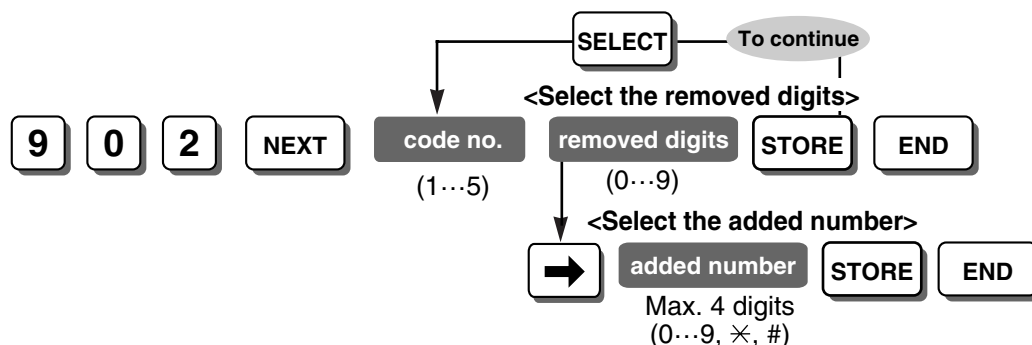 SELECT To continue
<Select the removed digits>
9 0 2 NEXT code no. removed digits STORE END
(1···5) (0···9)
<Select the added number>
➡ added number STORE END
Max. 4 digits
(0···9, ✳, #)